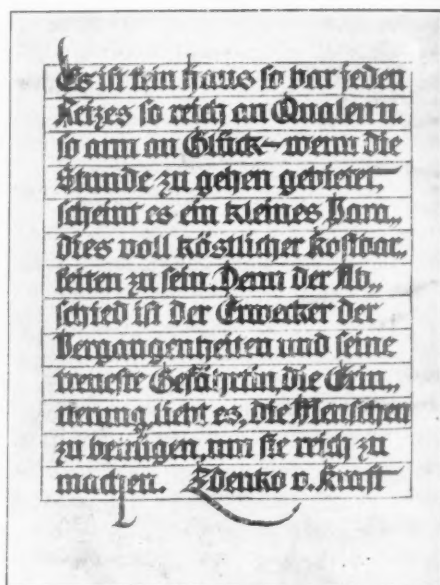 Es ist kein Haus so bar jeden
Reizes so reich an Qualenn.
so arm an Glück – wenn die
Stunde zu gehen gebietet,
scheint es ein kleines Para„
dies voll köstlicher Kostbar„
keiten zu sein. Denn der Ab„
schied ist der Erwecker der
Vergangenheiten und seine
treueste Gefährtin, die Erin„
nerung, liebt es, die Menschen
zu betrügen, um sie reich zu
machen. Zdenko v. Kraft